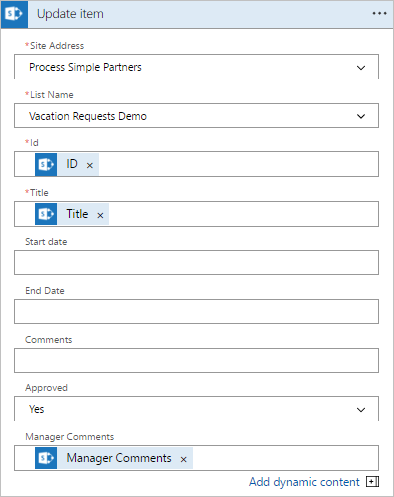 Update item
*Site Address
Process Simple Partners
*List Name
Vacation Requests Demo
*Id
ID ×
*Title
Title ×
Start date
End Date
Comments
Approved
Yes
Manager Comments
Manager Comments ×
Add dynamic content